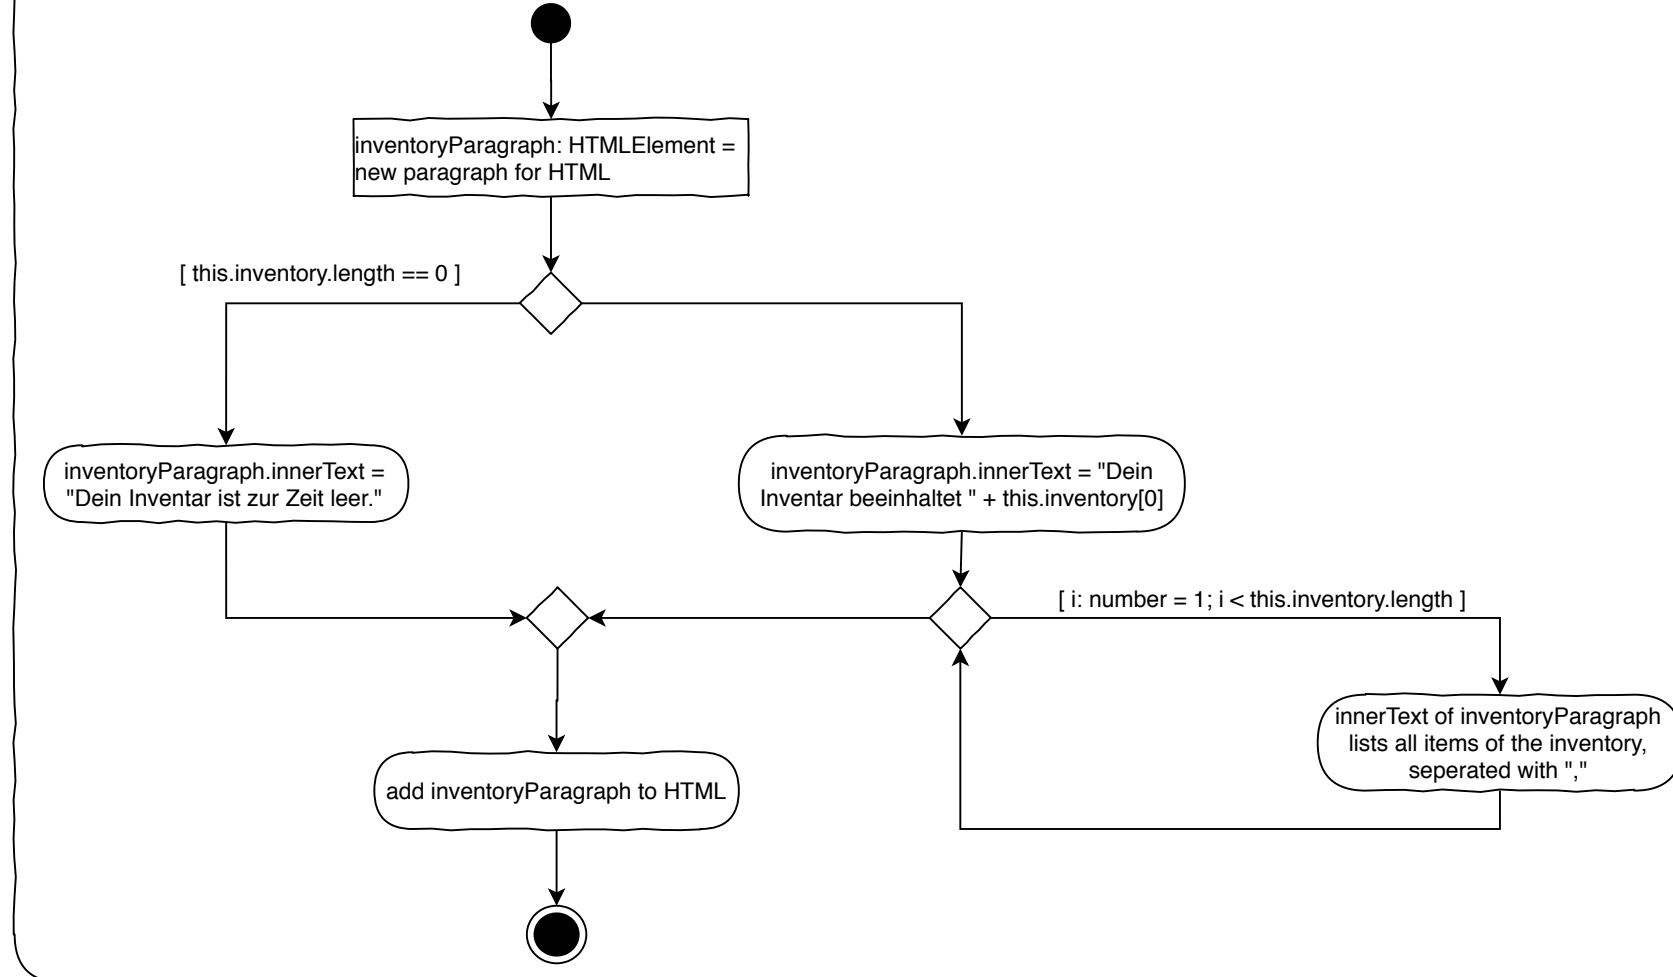 inventoryParagraph: HTMLElement =
new paragraph for HTML
[ this.inventory.length == 0 ]
inventoryParagraph.innerText =
"Dein Inventar ist zur Zeit leer."
inventoryParagraph.innerText = "Dein
Inventar beeinhaltet " + this.inventory[0]
[ i: number = 1; i < this.inventory.length ]
innerText of inventoryParagraph
lists all items of the inventory,
seperated with ","
add inventoryParagraph to HTML